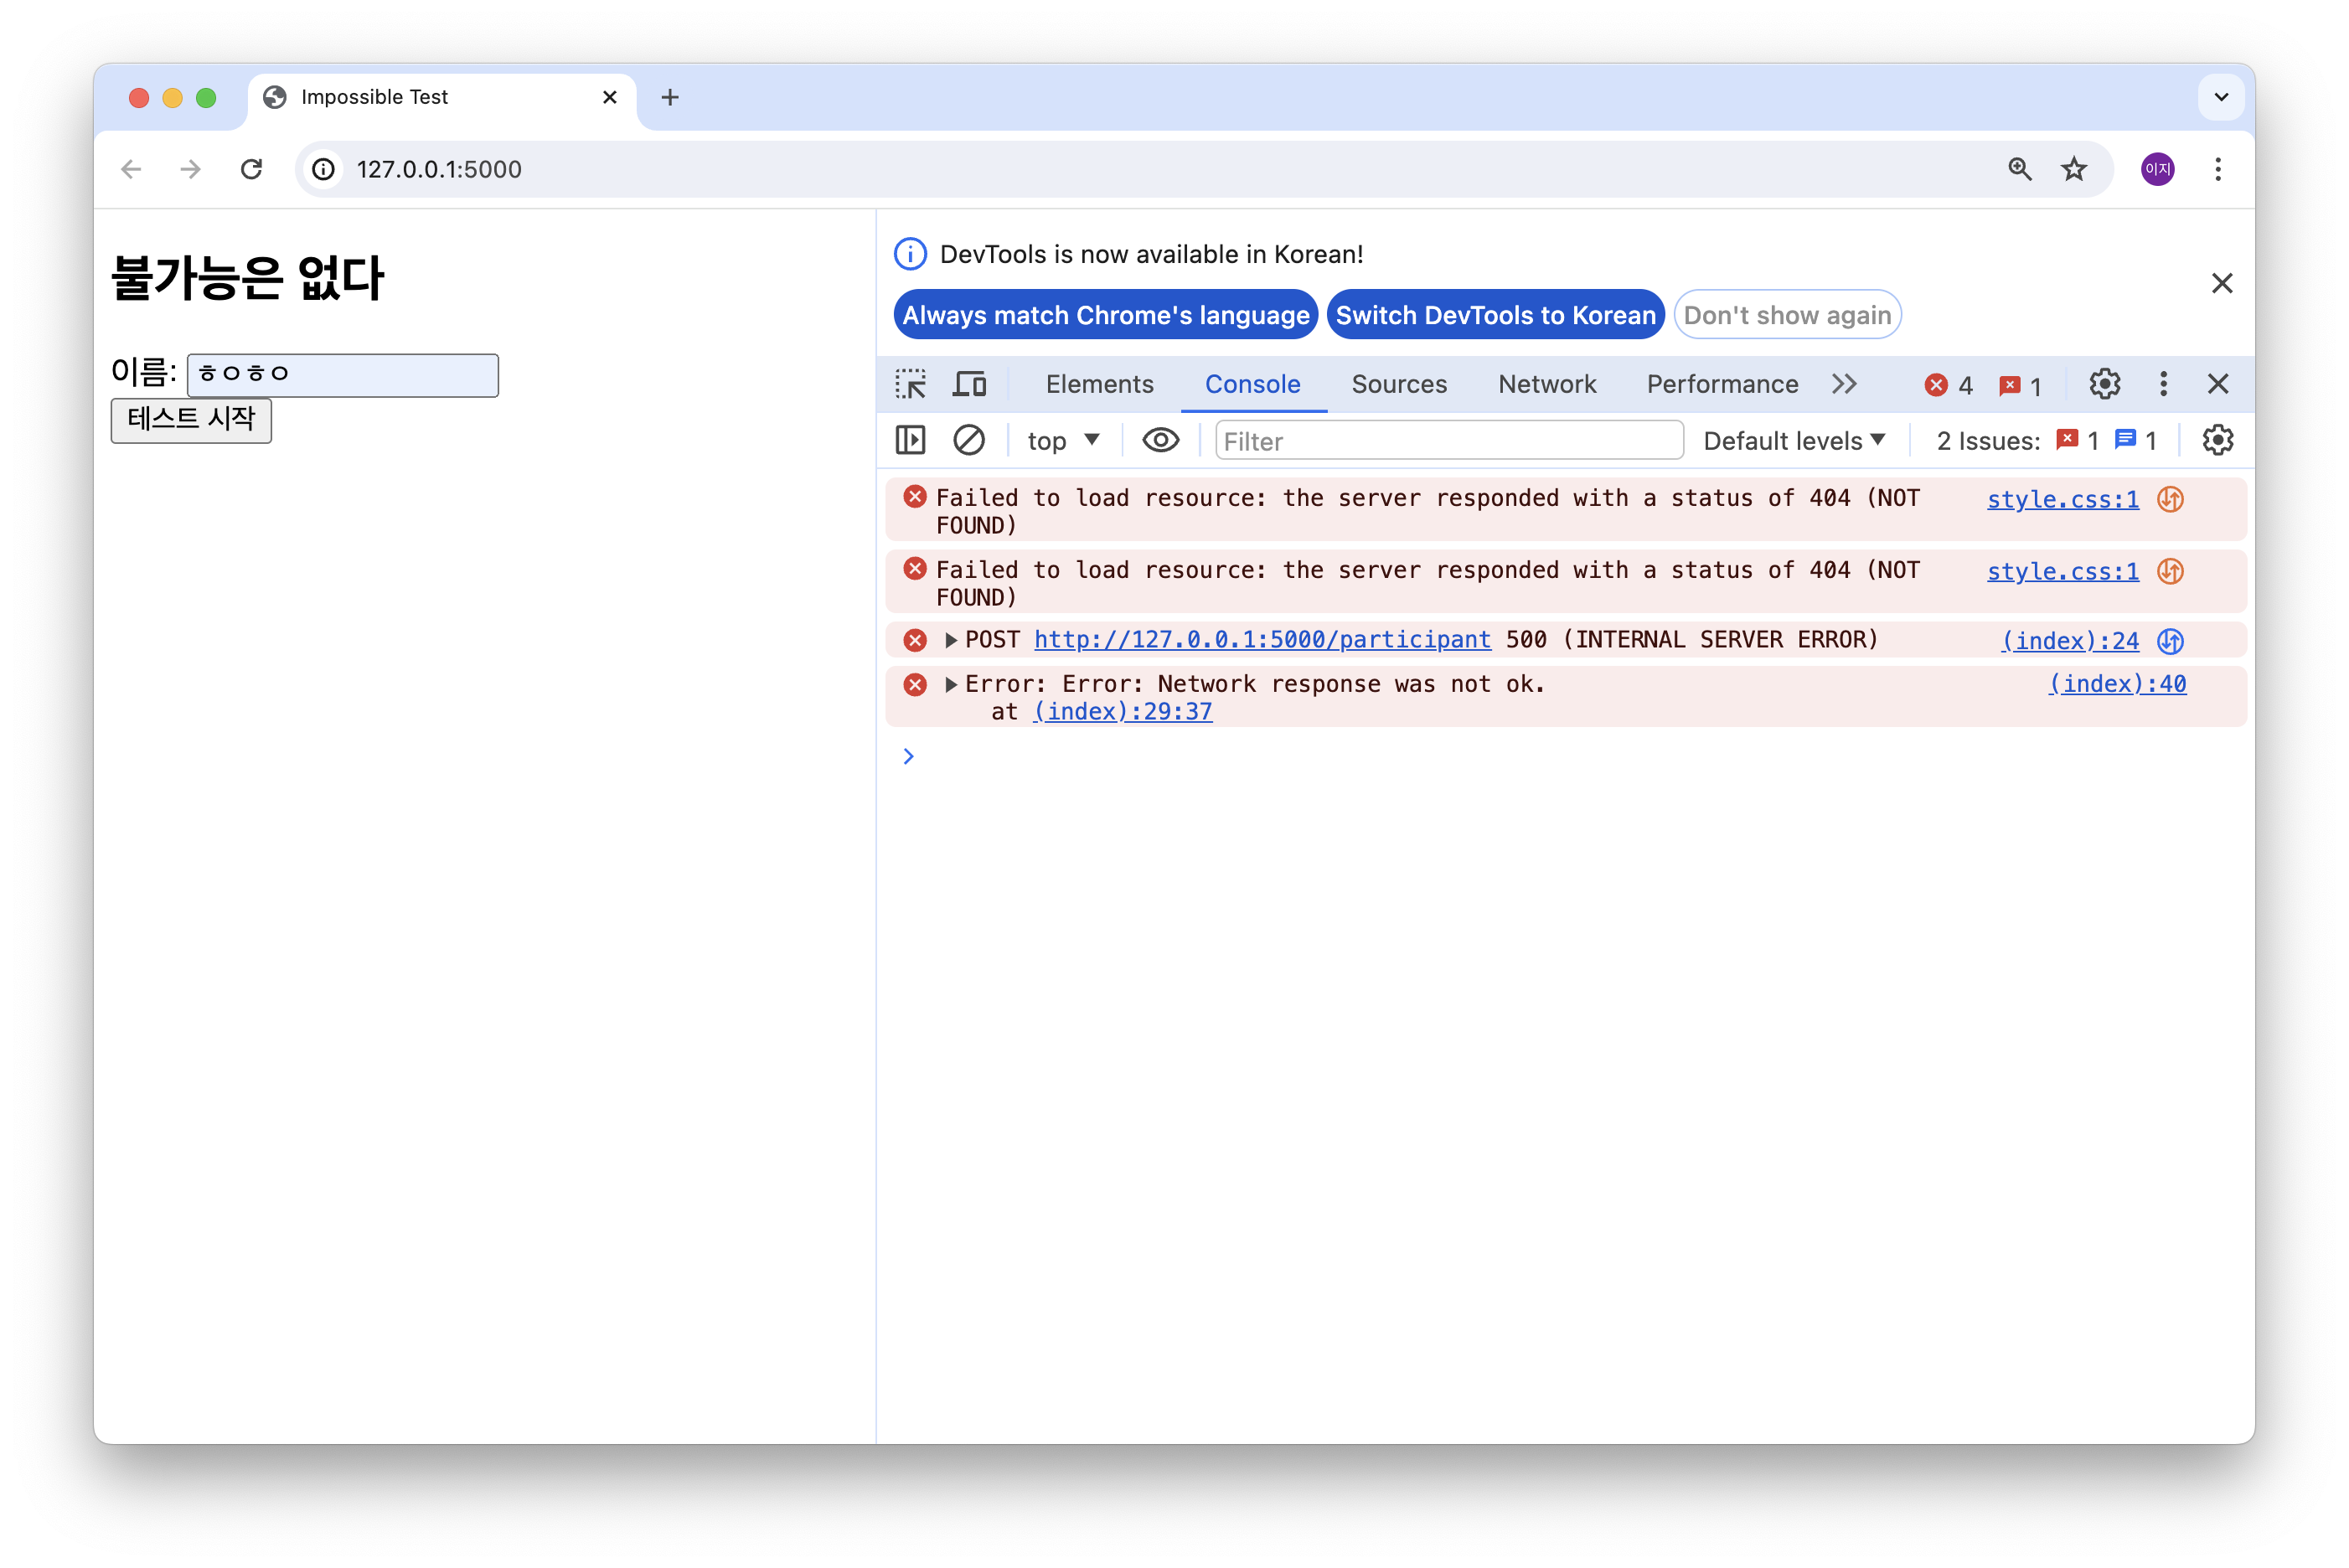 Impossible Test
127.0.0.1:5000
이지
불가능은 없다
이름: ㅎㅇㅎㅇ
테스트 시작
DevTools is now available in Korean!
Always match Chrome's language Switch DevTools to Korean Don't show again
Elements Console Sources Network Performance 4 1
top Filter Default levels 2 Issues: 1 1
Failed to load resource: the server responded with a status of 404 (NOT style.css:1
FOUND)
Failed to load resource: the server responded with a status of 404 (NOT style.css:1
FOUND)
POST http://127.0.0.1:5000/participant 500 (INTERNAL SERVER ERROR) (index):24
Error: Error: Network response was not ok. (index):40
at (index):29:37